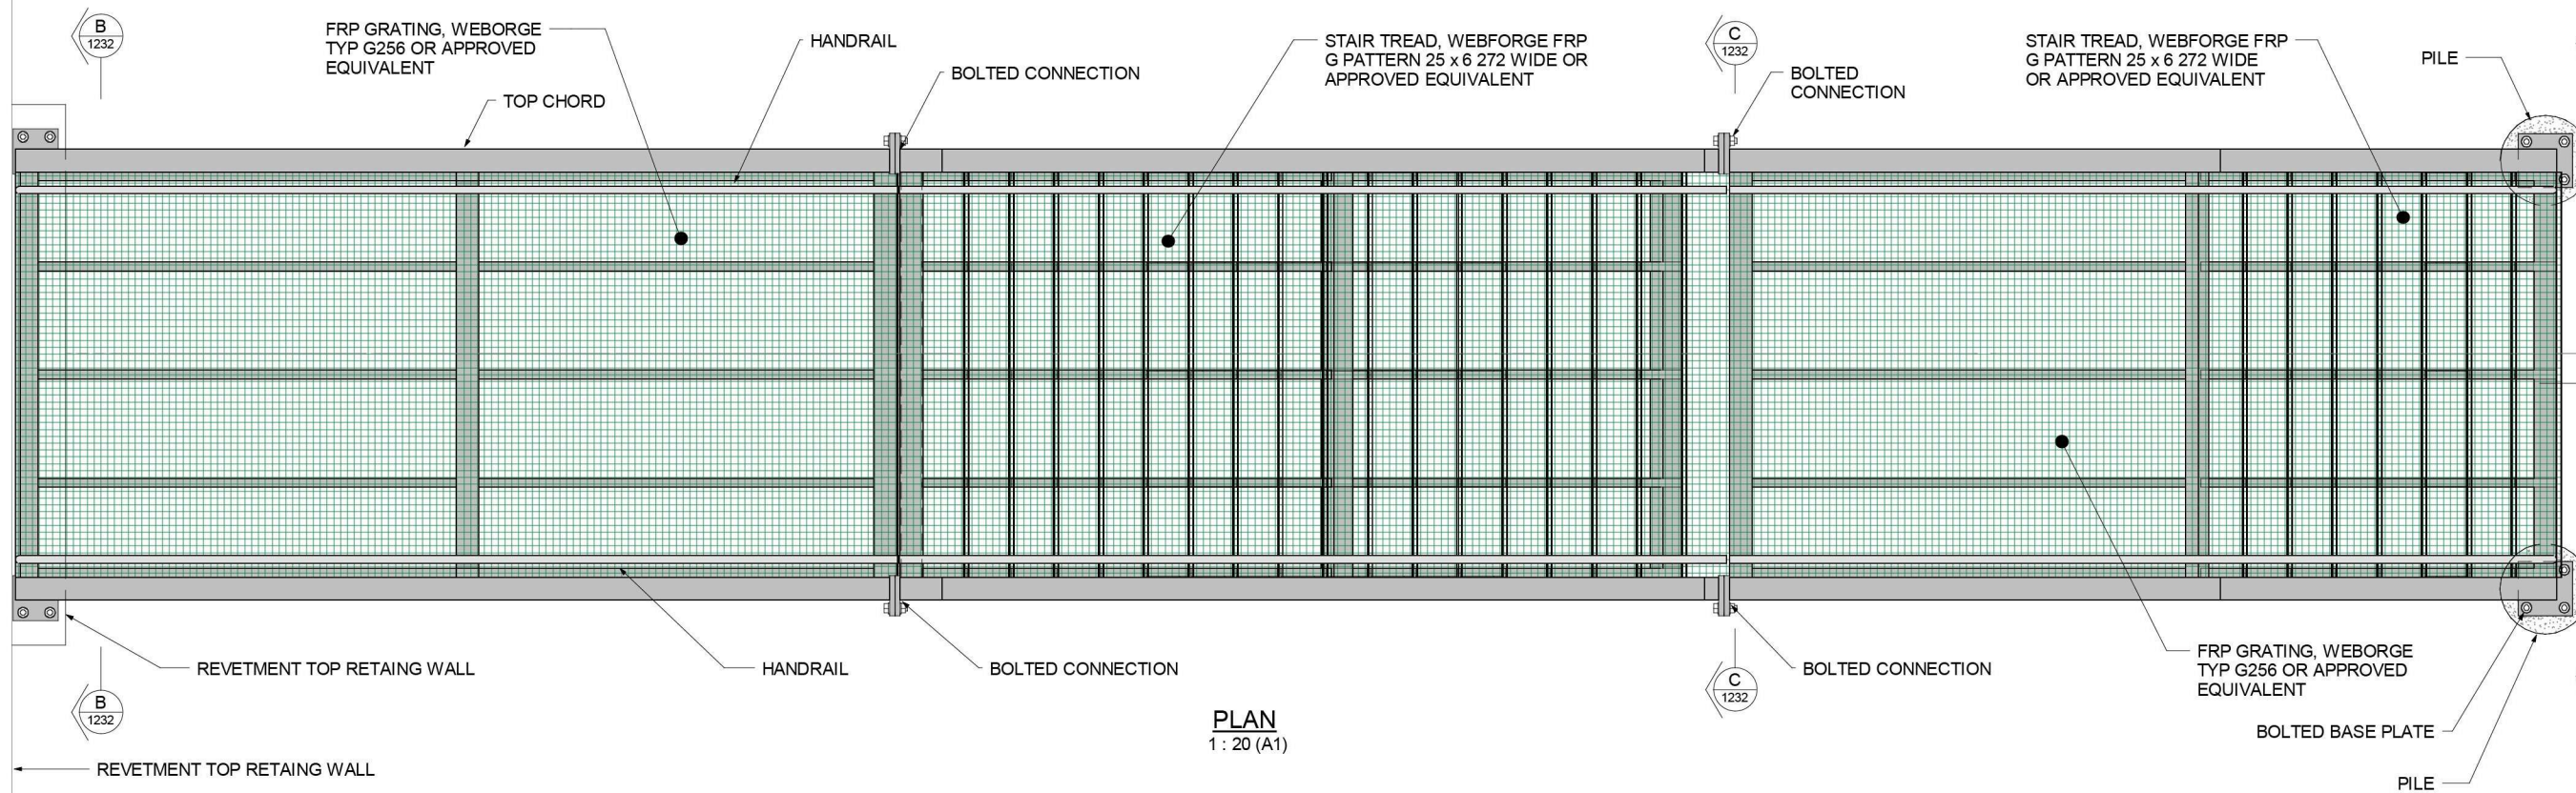 B
1232
FRP GRATING, WEBORGE
TYP G256 OR APPROVED
EQUIVALENT
HANDRAIL
TOP CHORD
BOLTED CONNECTION
STAIR TREAD, WEBFORGE FRP
G PATTERN 25 x 6 272 WIDE OR
APPROVED EQUIVALENT
C
1232
BOLTED
CONNECTION
STAIR TREAD, WEBFORGE FRP
G PATTERN 25 x 6 272 WIDE
OR APPROVED EQUIVALENT
PILE
REVETMENT TOP RETAING WALL
HANDRAIL
BOLTED CONNECTION
BOLTED CONNECTION
FRP GRATING, WEBORGE
TYP G256 OR APPROVED
EQUIVALENT
B
1232
C
1232
PLAN
1 : 20 (A1)
BOLTED BASE PLATE
REVETMENT TOP RETAING WALL
PILE